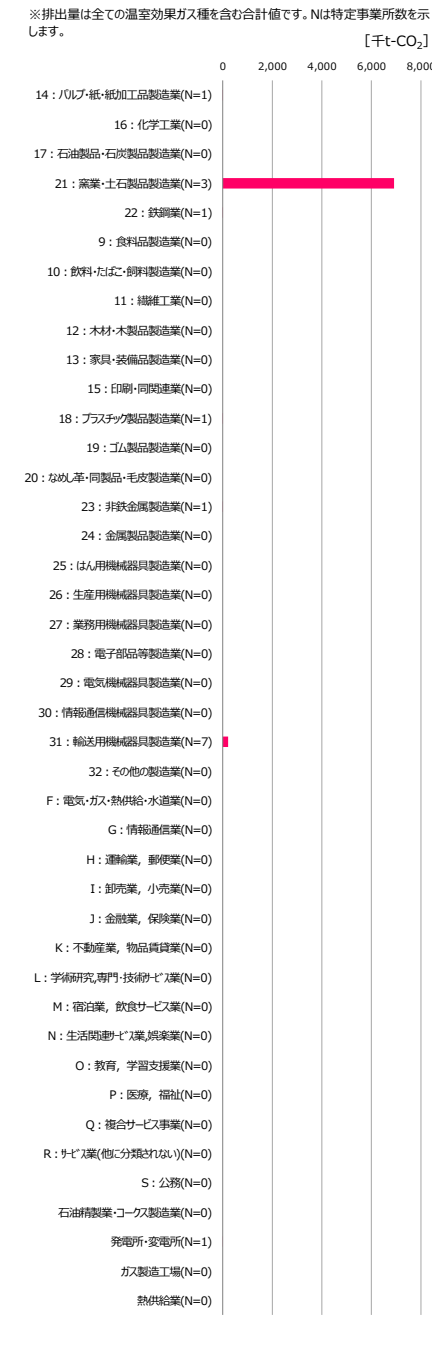 ※排出量は全ての温室効果ガス種を含む合計値です。Nは特定事業所数を示
します。
[千t-CO₂]
0 2,000 4,000 6,000 8,000
14：パルプ・紙・紙加工品製造業(N=1)
16：化学工業(N=0)
17：石油製品・石炭製品製造業(N=0)
21：窯業・土石製品製造業(N=3)
22：鉄鋼業(N=1)
9：食料品製造業(N=0)
10：飲料・たばこ・飼料製造業(N=0)
11：繊維工業(N=0)
12：木材・木製品製造業(N=0)
13：家具・装備品製造業(N=0)
15：印刷・同関連業(N=0)
18：プラスチック製品製造業(N=1)
19：ゴム製品製造業(N=0)
20：なめし革・同製品・毛皮製造業(N=0)
23：非鉄金属製造業(N=1)
24：金属製品製造業(N=0)
25：はん用機械器具製造業(N=0)
26：生産用機械器具製造業(N=0)
27：業務用機械器具製造業(N=0)
28：電子部品等製造業(N=0)
29：電気機械器具製造業(N=0)
30：情報通信機械器具製造業(N=0)
31：輸送用機械器具製造業(N=7)
32：その他の製造業(N=0)
F：電気・ガス・熱供給・水道業(N=0)
G：情報通信業(N=0)
H：運輸業，郵便業(N=0)
I：卸売業，小売業(N=0)
J：金融業，保険業(N=0)
K：不動産業，物品賃貸業(N=0)
L：学術研究,専門・技術ｻｰﾋﾞｽ業(N=0)
M：宿泊業，飲食サービス業(N=0)
N：生活関連ｻｰﾋﾞｽ業,娯楽業(N=0)
O：教育，学習支援業(N=0)
P：医療，福祉(N=0)
Q：複合サービス事業(N=0)
R：ｻｰﾋﾞｽ業(他に分類されない)(N=0)
S：公務(N=0)
石油精製業・コークス製造業(N=0)
発電所・変電所(N=1)
ガス製造工場(N=0)
熱供給業(N=0)